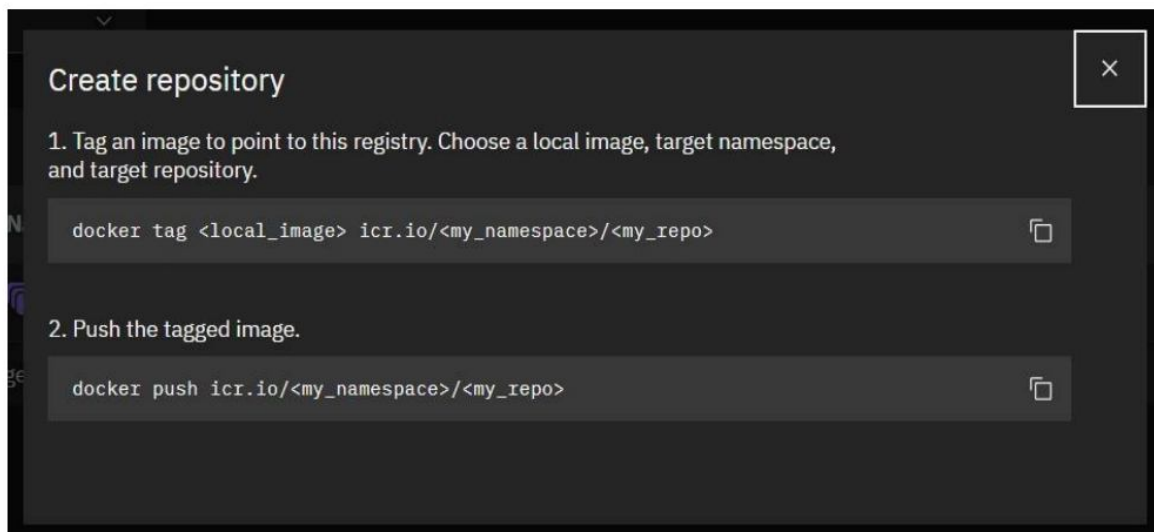 Create repository
1. Tag an image to point to this registry. Choose a local image, target namespace,
and target repository.
docker tag <local_image> icr.io/<my_namespace>/<my_repo>
2. Push the tagged image.
docker push icr.io/<my_namespace>/<my_repo>